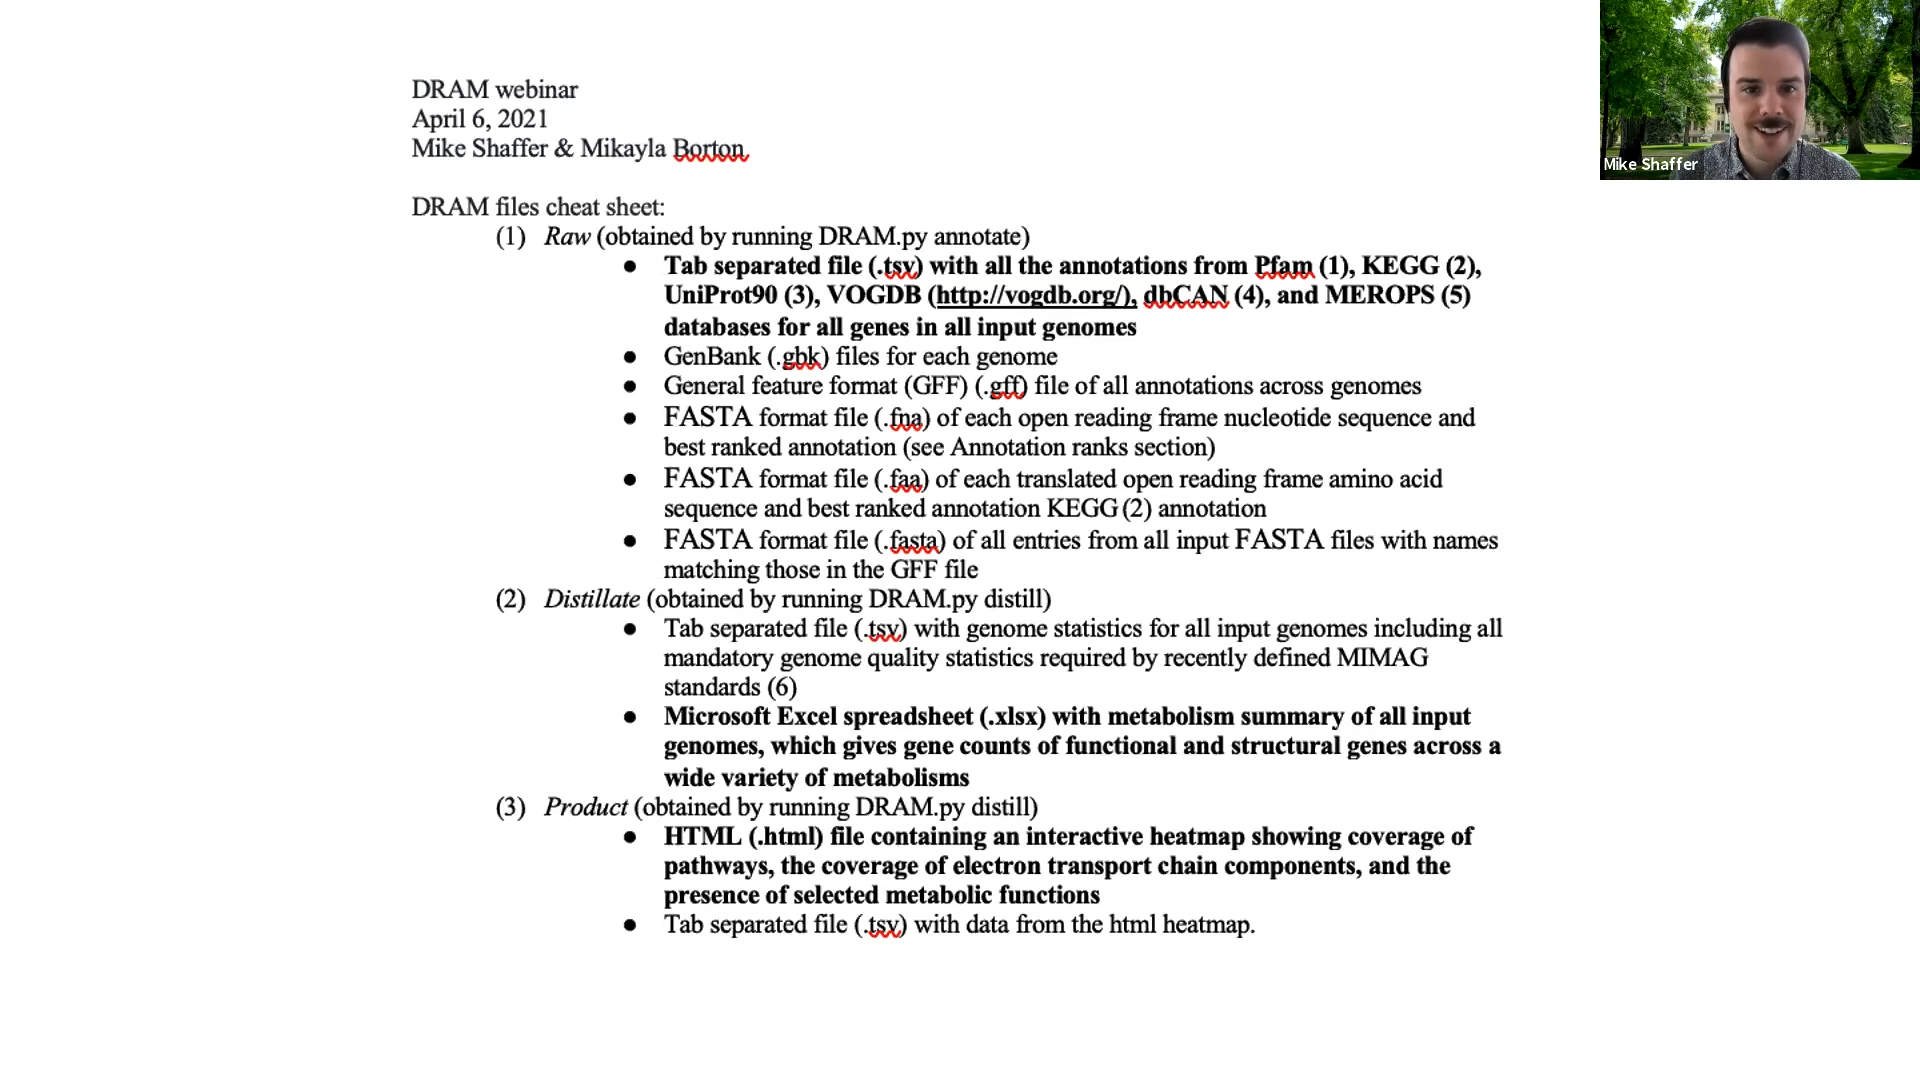 DRAM webinar
April 6, 2021
Mike Shaffer & Mikayla Borton
DRAM files cheat sheet:
(1) Raw (obtained by running DRAM.py annotate)
● Tab separated file (.tsv) with all the annotations from Pfam (1), KEGG (2),
UniProt90 (3), VOGDB (http://vogdb.org/), dbCAN (4), and MEROPS (5)
databases for all genes in all input genomes
● GenBank (.gbk) files for each genome
● General feature format (GFF) (.gff) file of all annotations across genomes
● FASTA format file (.fna) of each open reading frame nucleotide sequence and
best ranked annotation (see Annotation ranks section)
● FASTA format file (.faa) of each translated open reading frame amino acid
sequence and best ranked annotation KEGG (2) annotation
● FASTA format file (.fasta) of all entries from all input FASTA files with names
matching those in the GFF file
(2) Distillate (obtained by running DRAM.py distill)
● Tab separated file (.tsv) with genome statistics for all input genomes including all
mandatory genome quality statistics required by recently defined MIMAG
standards (6)
● Microsoft Excel spreadsheet (.xlsx) with metabolism summary of all input
genomes, which gives gene counts of functional and structural genes across a
wide variety of metabolisms
(3) Product (obtained by running DRAM.py distill)
● HTML (.html) file containing an interactive heatmap showing coverage of
pathways, the coverage of electron transport chain components, and the
presence of selected metabolic functions
● Tab separated file (.tsv) with data from the html heatmap.
Mike Shaffer